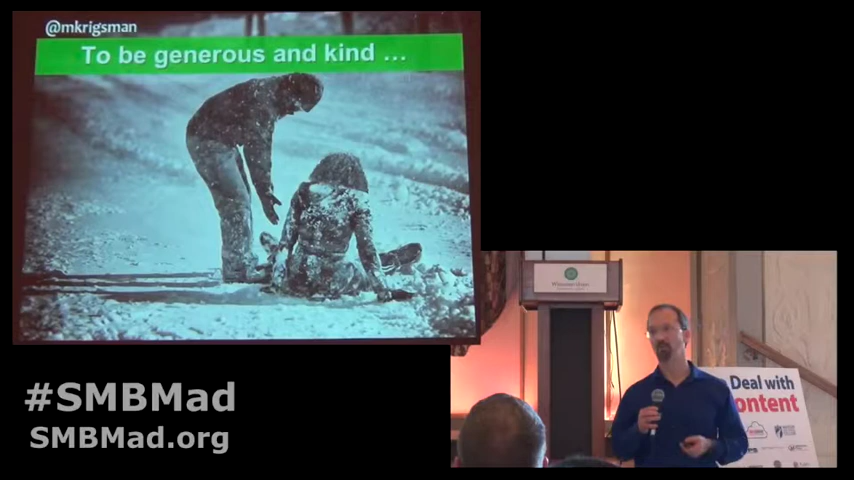 @mkrigsman
To be generous and kind ...
#SMBMad
SMBMad.org
Deal with
ontent